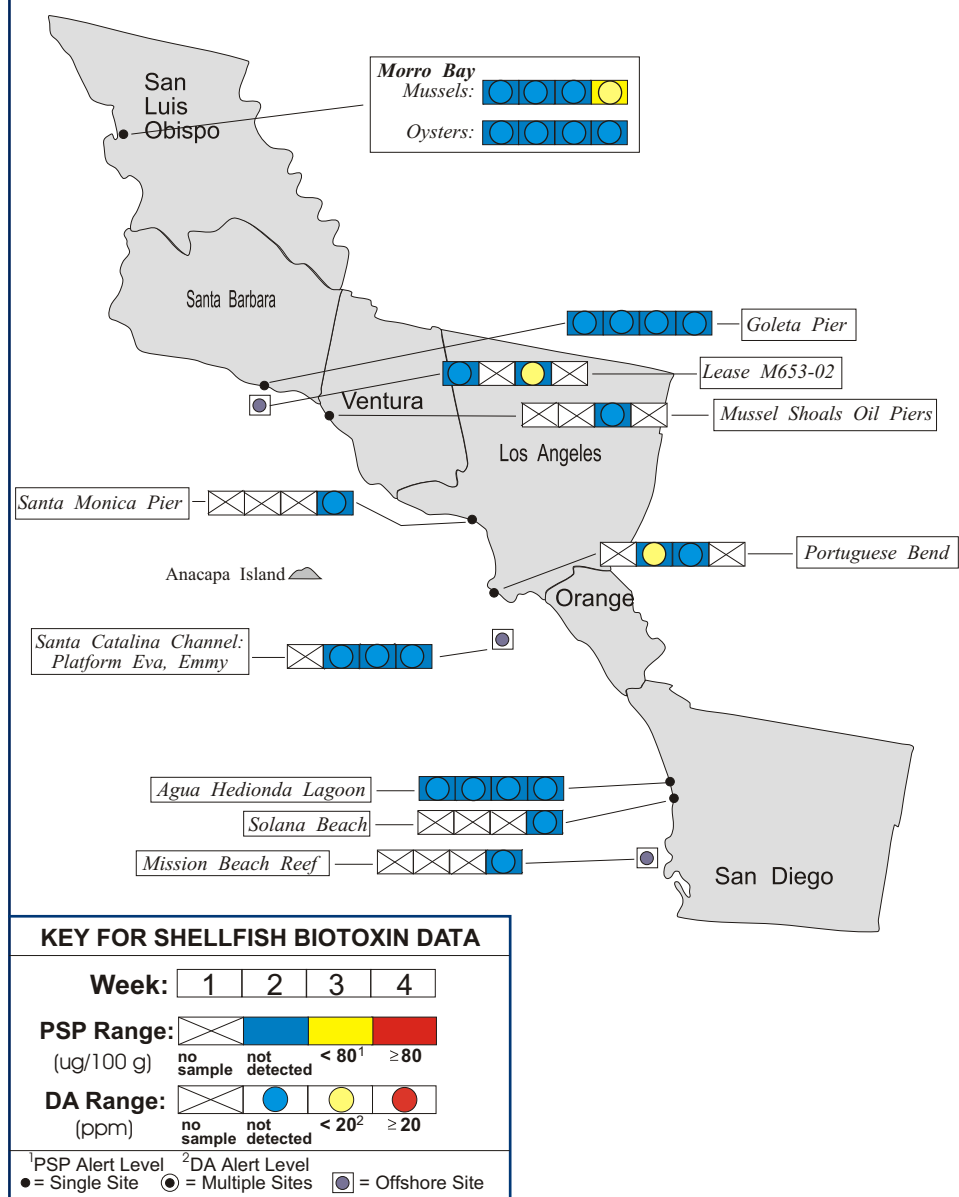 San
Luis
Obispo
Morro Bay
Mussels:
Oysters:
Santa Barbara
Goleta Pier
Lease M653-02
Ventura
Mussel Shoals Oil Piers
Los Angeles
Santa Monica Pier
Portuguese Bend
Anacapa Island
Orange
Santa Catalina Channel:
Platform Eva, Emmy
Agua Hedionda Lagoon
Solana Beach
Mission Beach Reef
San Diego
KEY FOR SHELLFISH BIOTOXIN DATA
Week: 1 2 3 4
PSP Range:
(ug/100 g)
no sample
not detected
< 80¹
≥80
DA Range:
(ppm)
no sample
not detected
< 20²
≥ 20
¹PSP Alert Level ²DA Alert Level
= Single Site = Multiple Sites = Offshore Site